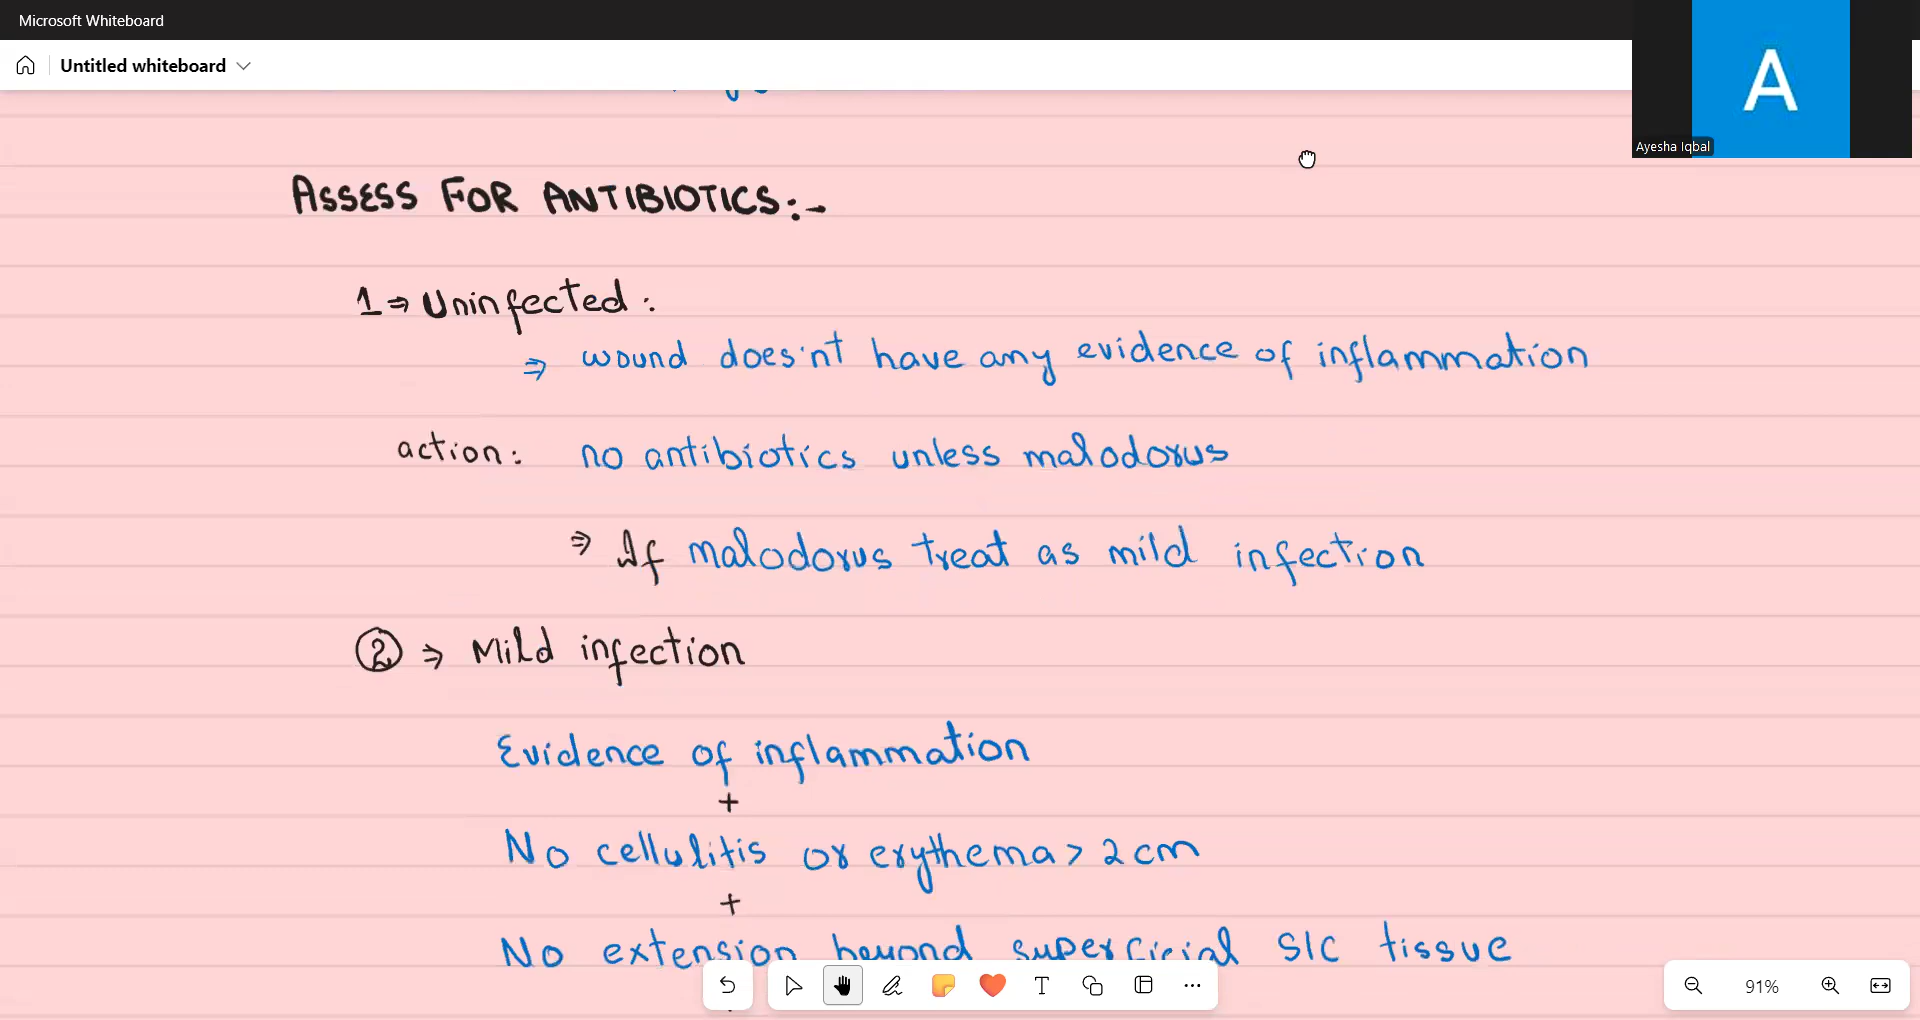 Microsoft Whiteboard
Untitled whiteboard
A
Ayesha Iqbal
ASSESS FOR ANTIBIOTICS:-
1 ⇒ Uninfected :
⇒ wound does'nt have any evidence of inflammation
action: no antibiotics unless malodorus
⇒ If malodorus treat as mild infection
② ⇒ Mild infection
Evidence of inflammation
+
No cellulitis or erythema > 2 cm
+
No extension beyond superficial S/C tissue
91%